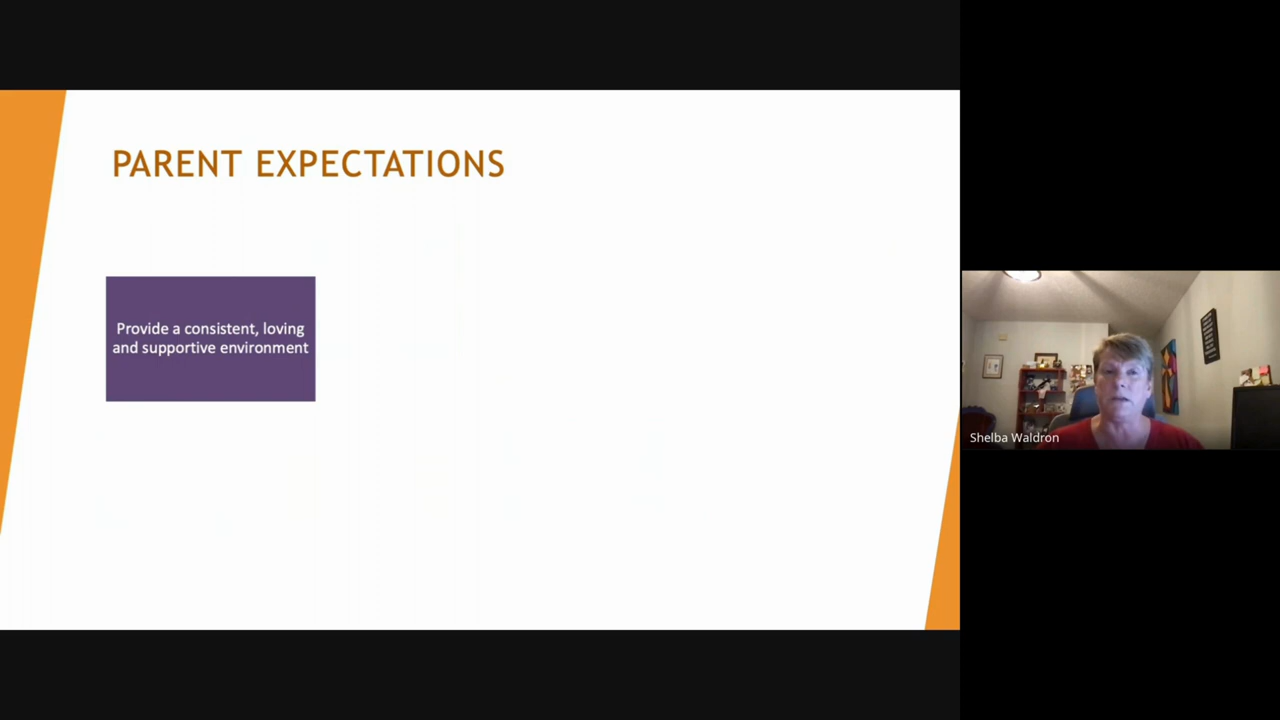 PARENT EXPECTATIONS
Provide a consistent, loving
and supportive environment
Shelba Waldron